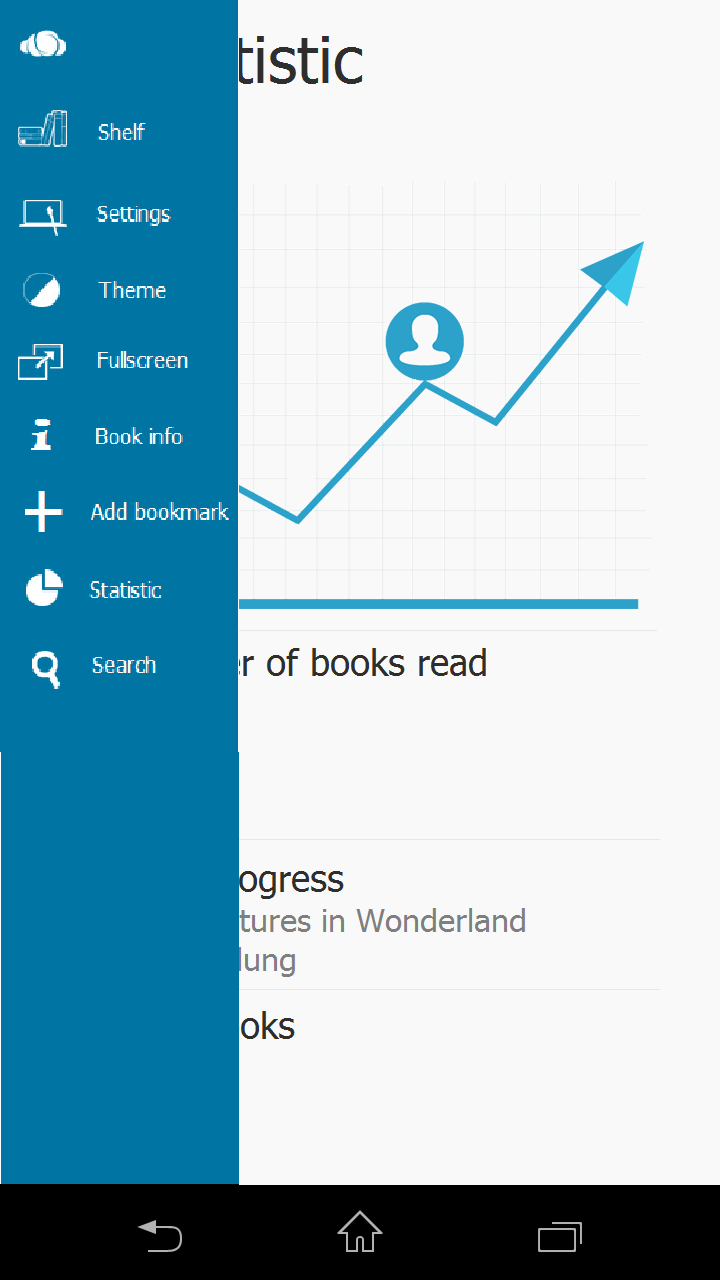 tistic
Shelf
Settings
Theme
Fullscreen
Book info
Add bookmark
Statistic
Search
er of books read
ogress
tures in Wonderland
lung
oks